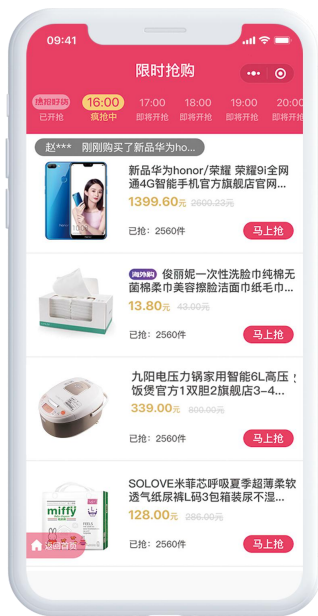 09:41
限时抢购
16:00 17:00 18:00 19:00 20:00
已开抢 疯抢中 即将开抢 即将开抢 即将开抢 即将开抢
赵*** 刚刚购买了新品华为ho...
新品华为honor/荣耀 荣耀9i全网
通4G智能手机官方旗舰店官网...
1399.60元 2600.23元
已抢：2560件 马上抢
海外购 俊丽妮一次性洗脸巾纯棉无
菌棉柔巾美容擦脸洁面巾纸毛巾...
13.80元 43.00元
已抢：2560件 马上抢
九阳电压力锅家用智能6L高压
饭煲官方1双胆2旗舰店3-4...
339.00元 800.00元
已抢：2560件 马上抢
SOLOVE米菲芯呼吸夏季超薄柔软
透气纸尿裤L码3包箱装尿不湿...
miffy
128.00元 286.00元
返回首页
已抢：2560件 马上抢